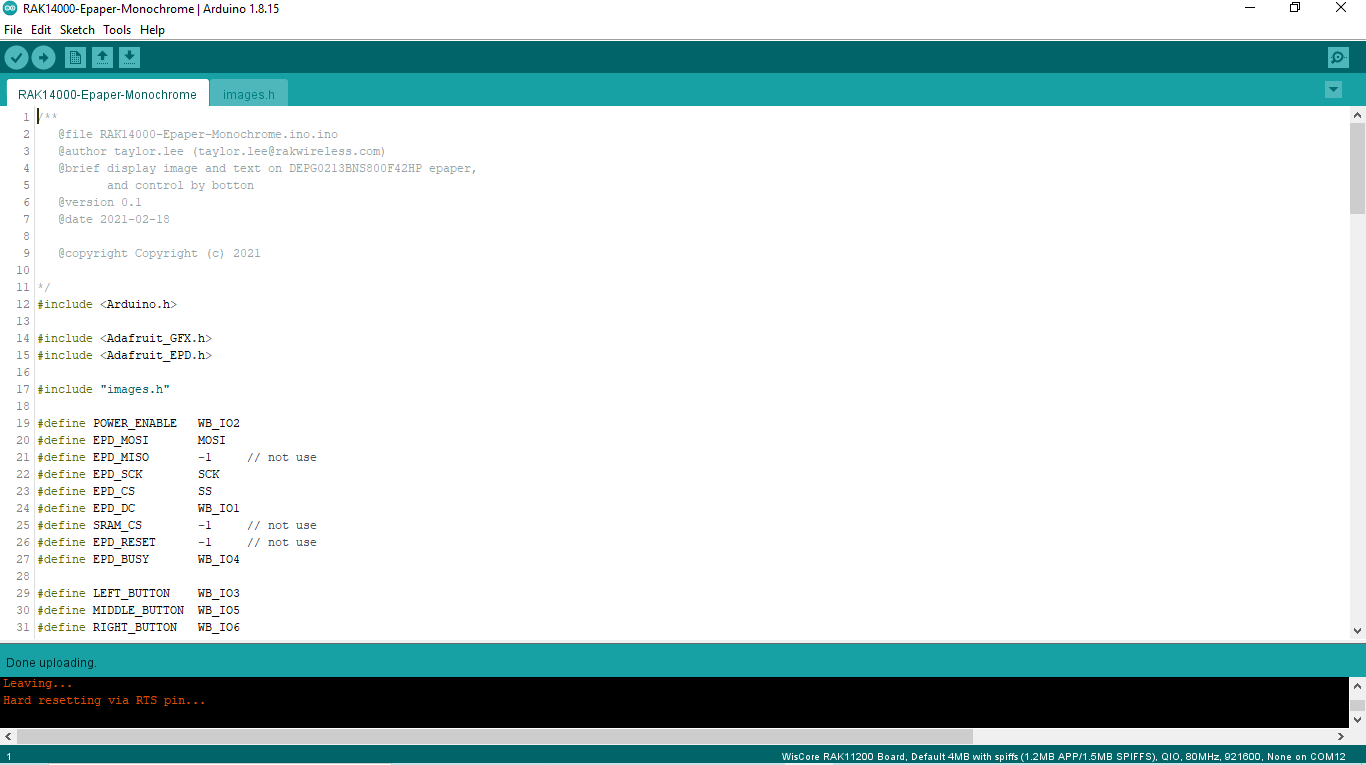 RAK14000-Epaper-Monochrome | Arduino 1.8.15
File Edit Sketch Tools Help
RAK14000-Epaper-Monochrome images.h
1 /**
2 @file RAK14000-Epaper-Monochrome.ino.ino
3 @author taylor.lee (taylor.lee@rakwireless.com)
4 @brief display image and text on DEPG0213BNS800F42HP epaper,
5 and control by botton
6 @version 0.1
7 @date 2021-02-18
8
9 @copyright Copyright (c) 2021
10
11 */
12 #include <Arduino.h>
13
14 #include <Adafruit_GFX.h>
15 #include <Adafruit_EPD.h>
16
17 #include "images.h"
18
19 #define POWER_ENABLE WB_IO2
20 #define EPD_MOSI MOSI
21 #define EPD_MISO -1 // not use
22 #define EPD_SCK SCK
23 #define EPD_CS SS
24 #define EPD_DC WB_IO1
25 #define SRAM_CS -1 // not use
26 #define EPD_RESET -1 // not use
27 #define EPD_BUSY WB_IO4
28
29 #define LEFT_BUTTON WB_IO3
30 #define MIDDLE_BUTTON WB_IO5
31 #define RIGHT_BUTTON WB_IO6
Done uploading.
Leaving...
Hard resetting via RTS pin...
1 WisCore RAK11200 Board, Default 4MB with spiffs (1.2MB APP/1.5MB SPIFFS), QIO, 80MHz, 921600, None on COM12